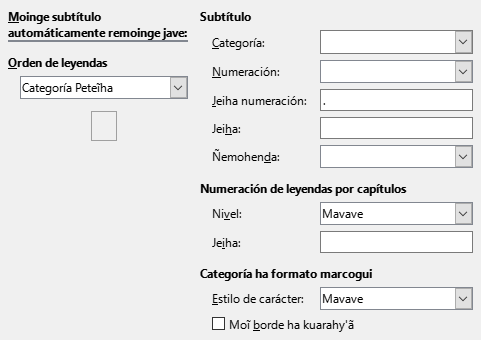 Moinge subtítulo
automáticamente remoinge jave:
Orden de leyendas
Categoría Peteĩha
Subtítulo
Categoría:
Numeración:
Jeiha numeración: .
Jeiha:
Ñemohenda:
Numeración de leyendas por capítulos
Nivel: Mavave
Jeiha:
Categoría ha formato marcogui
Estilo de carácter: Mavave
Moĩ borde ha kuarahy'ã